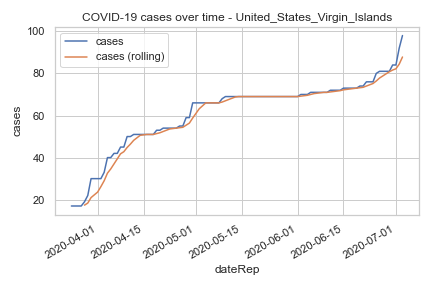 COVID-19 cases over time - United_States_Virgin_Islands
cases
cases (rolling)
100
80
60
40
20
cases
2020-04-01
2020-04-15
2020-05-01
2020-05-15
2020-06-01
2020-06-15
2020-07-01
dateRep